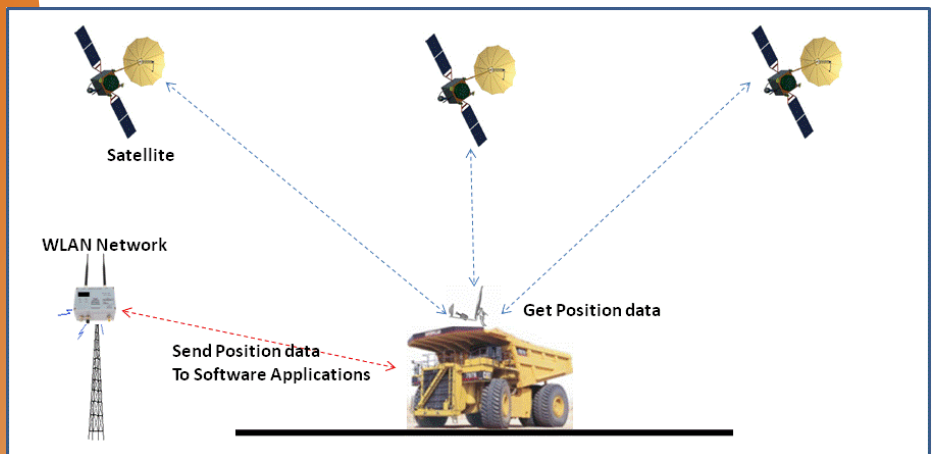 Satellite
WLAN Network
Get Position data
Send Position data
To Software Applications